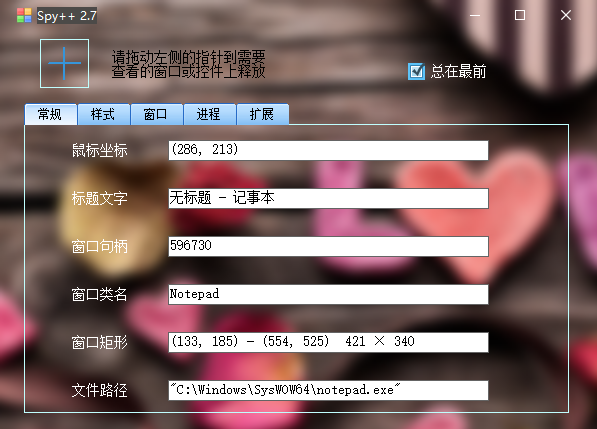 Spy++ 2.7
请拖动左侧的指针到需要
查看的窗口或控件上释放
总在最前
常规 样式 窗口 进程 扩展
鼠标坐标 (286, 213)
标题文字 无标题 - 记事本
窗口句柄 596730
窗口类名 Notepad
窗口矩形 (133, 185) - (554, 525) 421 × 340
文件路径 "C:\Windows\SysWOW64\notepad.exe"